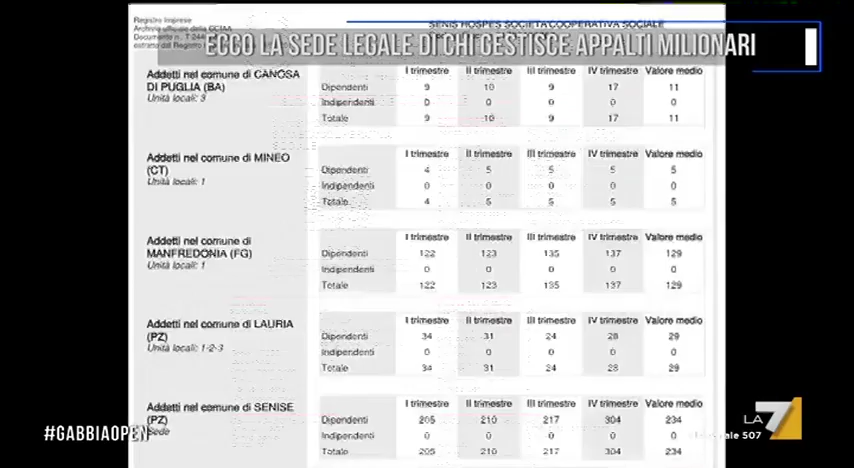 Registro Imprese
Archivio ufficiale della CCIAA
Documento n. T 244
estratto dal Registro
SENIS HOSPES SOCIETA' COOPERATIVA SOCIALE
ECCO LA SEDE LEGALE DI CHI GESTISCE APPALTI MILIONARI
Addetti nel comune di CANOSA
DI PUGLIA (BA)
Unità locali: 3
I trimestre II trimestre III trimestre IV trimestre Valore medio
Dipendenti 9 10 9 17 11
Indipendenti 0 0 0 0 0
Totale 9 10 9 17 11
Addetti nel comune di MINEO
(CT)
Unità locali: 1
I trimestre II trimestre III trimestre IV trimestre Valore medio
Dipendenti 4 5 5 5 5
Indipendenti 0 0 0 0 0
Totale 4 5 5 5 5
Addetti nel comune di
MANFREDONIA (FG)
Unità locali: 1
I trimestre II trimestre III trimestre IV trimestre Valore medio
Dipendenti 122 123 135 137 129
Indipendenti 0 0 0 0 0
Totale 122 123 135 137 129
Addetti nel comune di LAURIA
(PZ)
Unità locali: 1-2-3
I trimestre II trimestre III trimestre IV trimestre Valore medio
Dipendenti 34 31 24 28 29
Indipendenti 0 0 0 0 0
Totale 34 31 24 28 29
Addetti nel comune di SENISE
(PZ)
Sede
I trimestre II trimestre III trimestre IV trimestre Valore medio
Dipendenti 205 210 217 304 234
Indipendenti 0 0 0 0 0
Totale 205 210 217 304 234
#GABBIAOPEN
LA 7
507